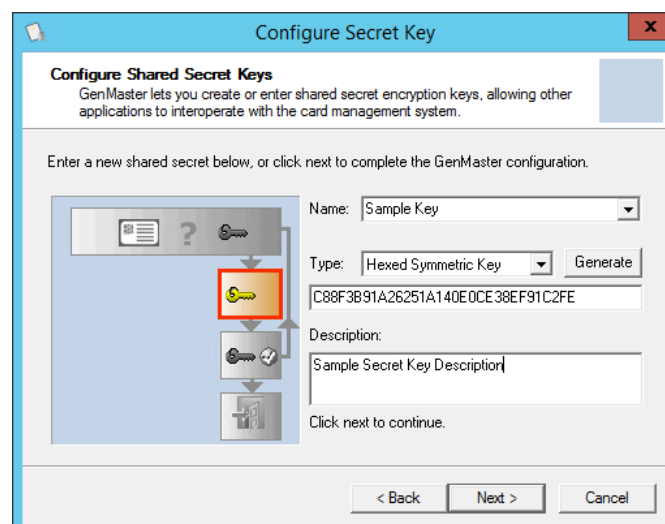 Configure Secret Key
x
Configure Shared Secret Keys
GenMaster lets you create or enter shared secret encryption keys, allowing other
applications to interoperate with the card management system.
Enter a new shared secret below, or click next to complete the GenMaster configuration.
?
Name: Sample Key
Type: Hexed Symmetric Key Generate
C88F3B91A26251A140E0CE38EF91C2FE
Description:
Sample Secret Key Description
Click next to continue.
< Back Next > Cancel